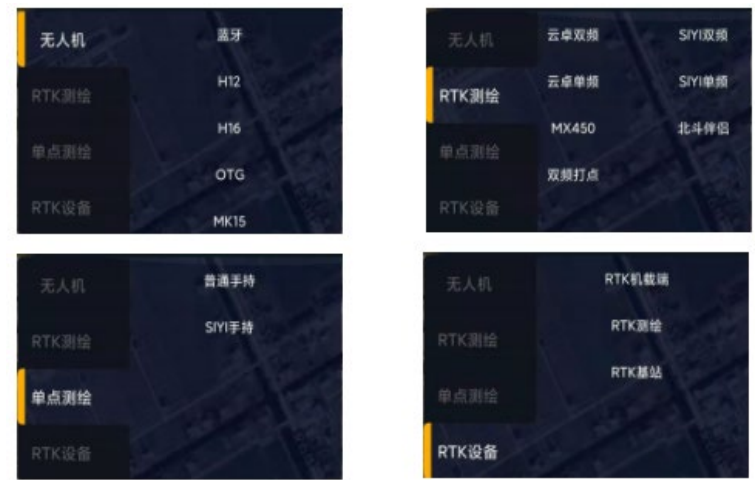 无人机
蓝牙
RTK测绘
H12
单点测绘
H16
RTK设备
OTG
MK15
无人机
云卓双频
SIYI双频
RTK测绘
云卓单频
SIYI单频
单点测绘
MX450
北斗伴侣
RTK设备
双频打点
无人机
普通手持
RTK测绘
SIYI手持
单点测绘
RTK设备
无人机
RTK机载端
RTK测绘
RTK测绘
单点测绘
RTK基站
RTK设备